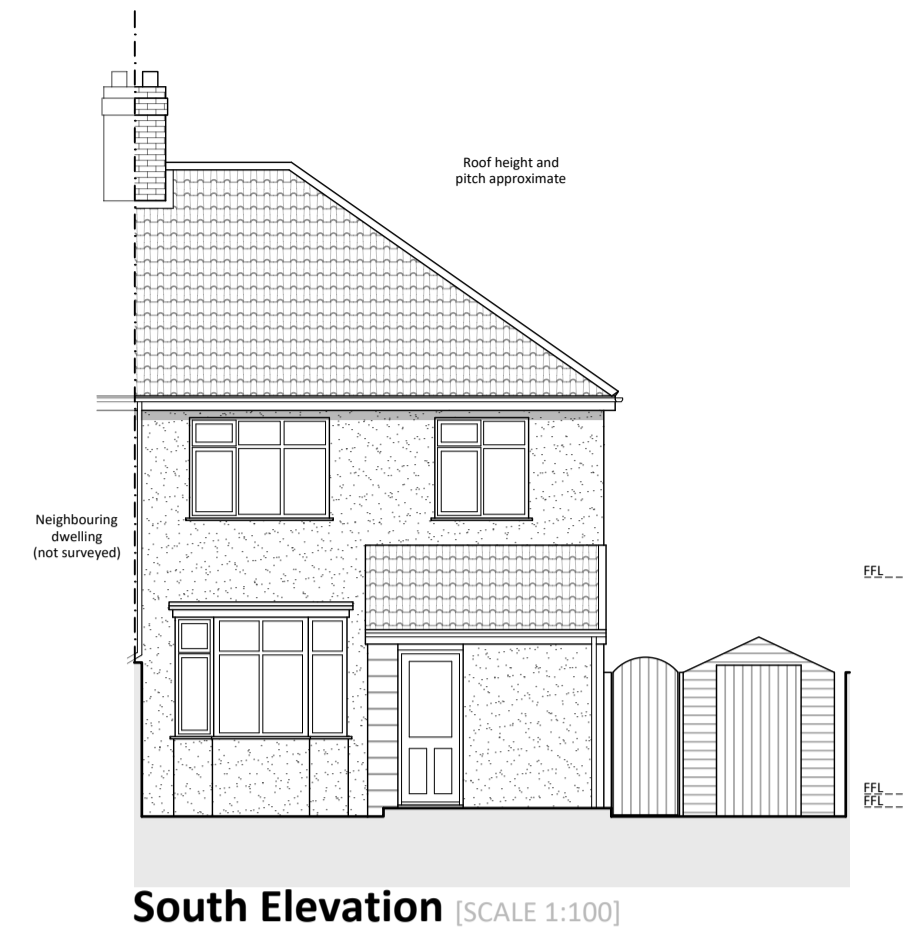 Roof height and
pitch approximate
Neighbouring
dwelling
(not surveyed)
FFL
FFL
FFL
South Elevation [SCALE 1:100]